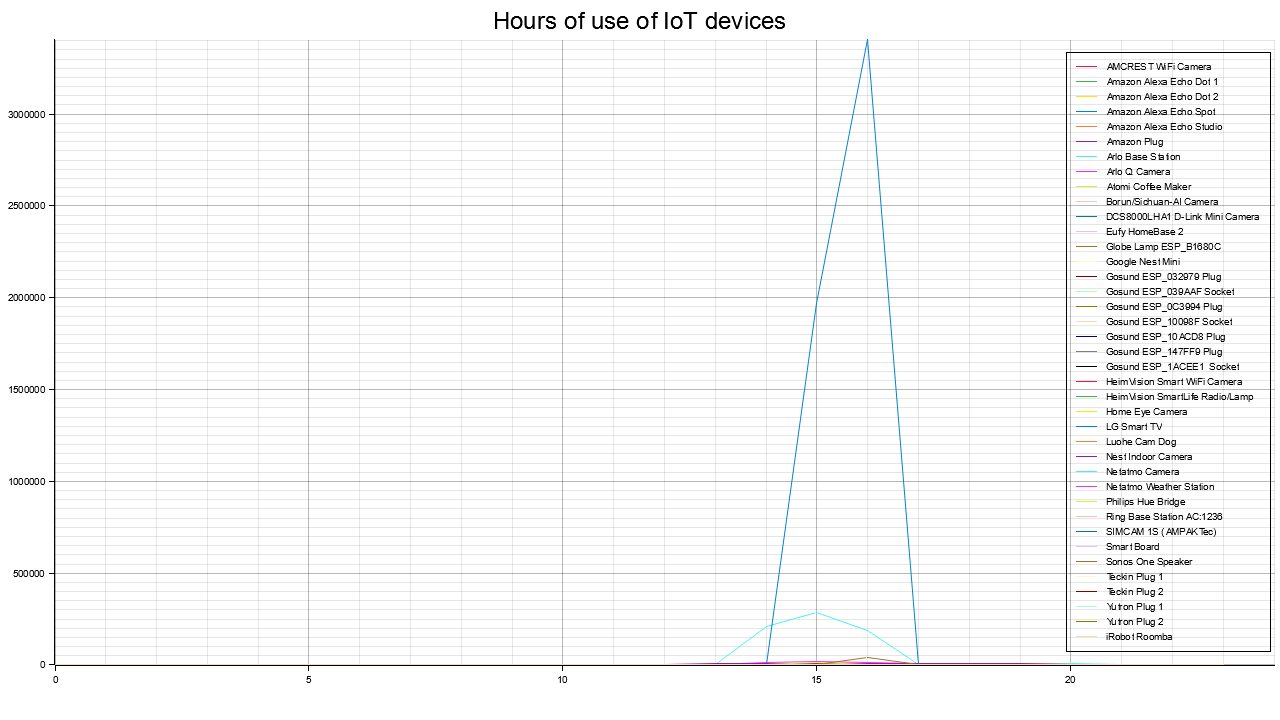 Hours of use of IoT devices
3000000
2500000
2000000
1500000
1000000
500000
0
0
5
10
15
20
AMCREST WiFi Camera
Amazon Alexa Echo Dot 1
Amazon Alexa Echo Dot 2
Amazon Alexa Echo Spot
Amazon Alexa Echo Studio
Amazon Plug
Arlo Base Station
Arlo Q Camera
Atomi Coffee Maker
Borun/Sichuan-AI Camera
DCS8000LHA1 D-Link Mini Camera
Eufy HomeBase 2
Globe Lamp ESP_B1680C
Google Nest Mini
Gosund ESP_032979 Plug
Gosund ESP_039AAF Socket
Gosund ESP_0C3994 Plug
Gosund ESP_10098F Socket
Gosund ESP_10ACD8 Plug
Gosund ESP_147FF9 Plug
Gosund ESP_1ACEE1 Socket
HeimVision Smart WiFi Camera
HeimVision SmartLife Radio/Lamp
Home Eye Camera
LG Smart TV
Luohe Cam Dog
Nest Indoor Camera
Netatmo Camera
Netatmo Weather Station
Philips Hue Bridge
Ring Base Station AC:1236
SIMCAM 1S (AMPAKTec)
Smart Board
Sonos One Speaker
Teckin Plug 1
Teckin Plug 2
Yutron Plug 1
Yutron Plug 2
iRobot Roomba